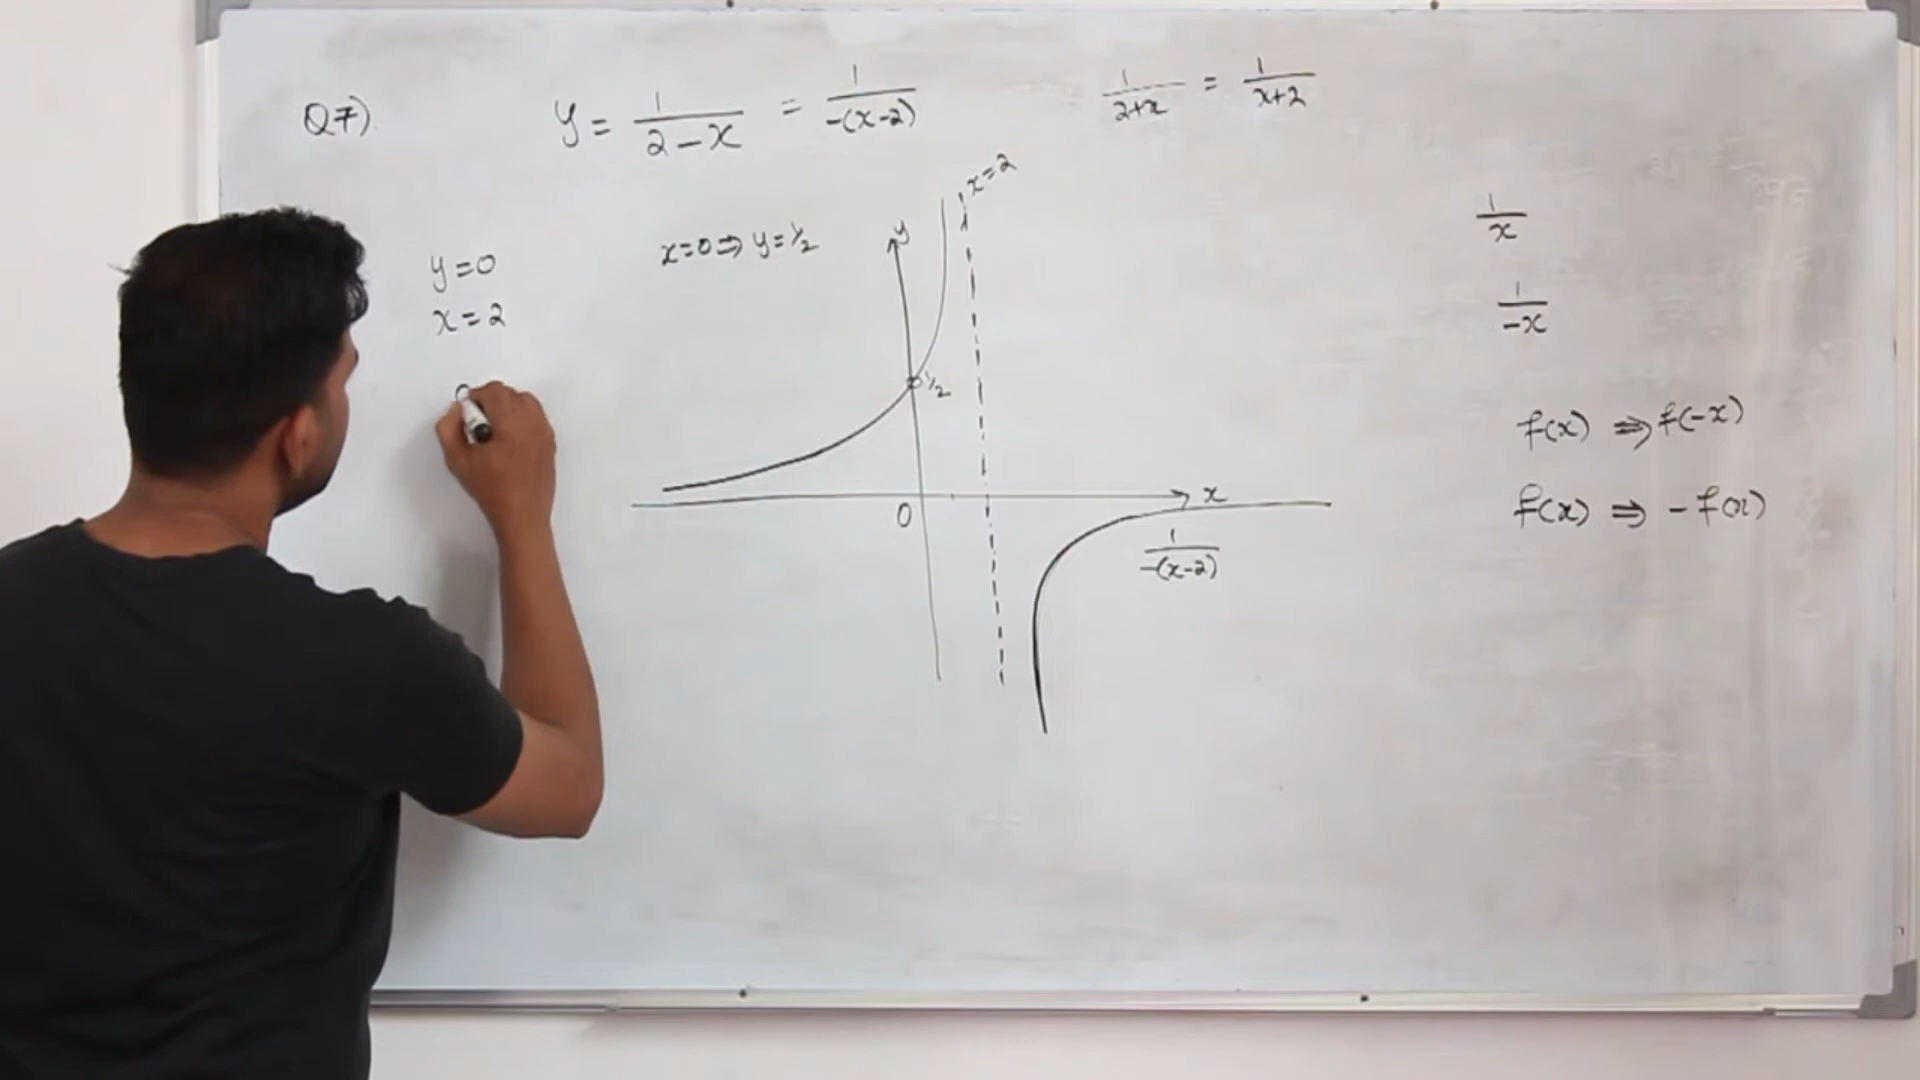 Q7) y = 1/(2-x) = 1/(-(x-2)) 1/(2+x) = 1/(x+2)
x=2
y=0
x=2
x=0 ⇒ y=1/2
y
1/2
0
x
1/(-(x-2))
1/x
1/(-x)
f(x) ⇒ f(-x)
f(x) ⇒ -f(x)